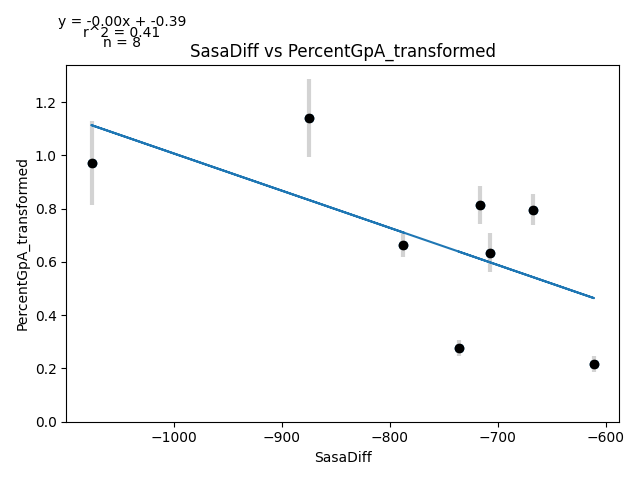 y = -0.00x + -0.39
r^2 = 0.41
n = 8
SasaDiff vs PercentGpA_transformed
PercentGpA_transformed
1.2
1.0
0.8
0.6
0.4
0.2
0.0
−1000 −900 −800 −700 −600
SasaDiff